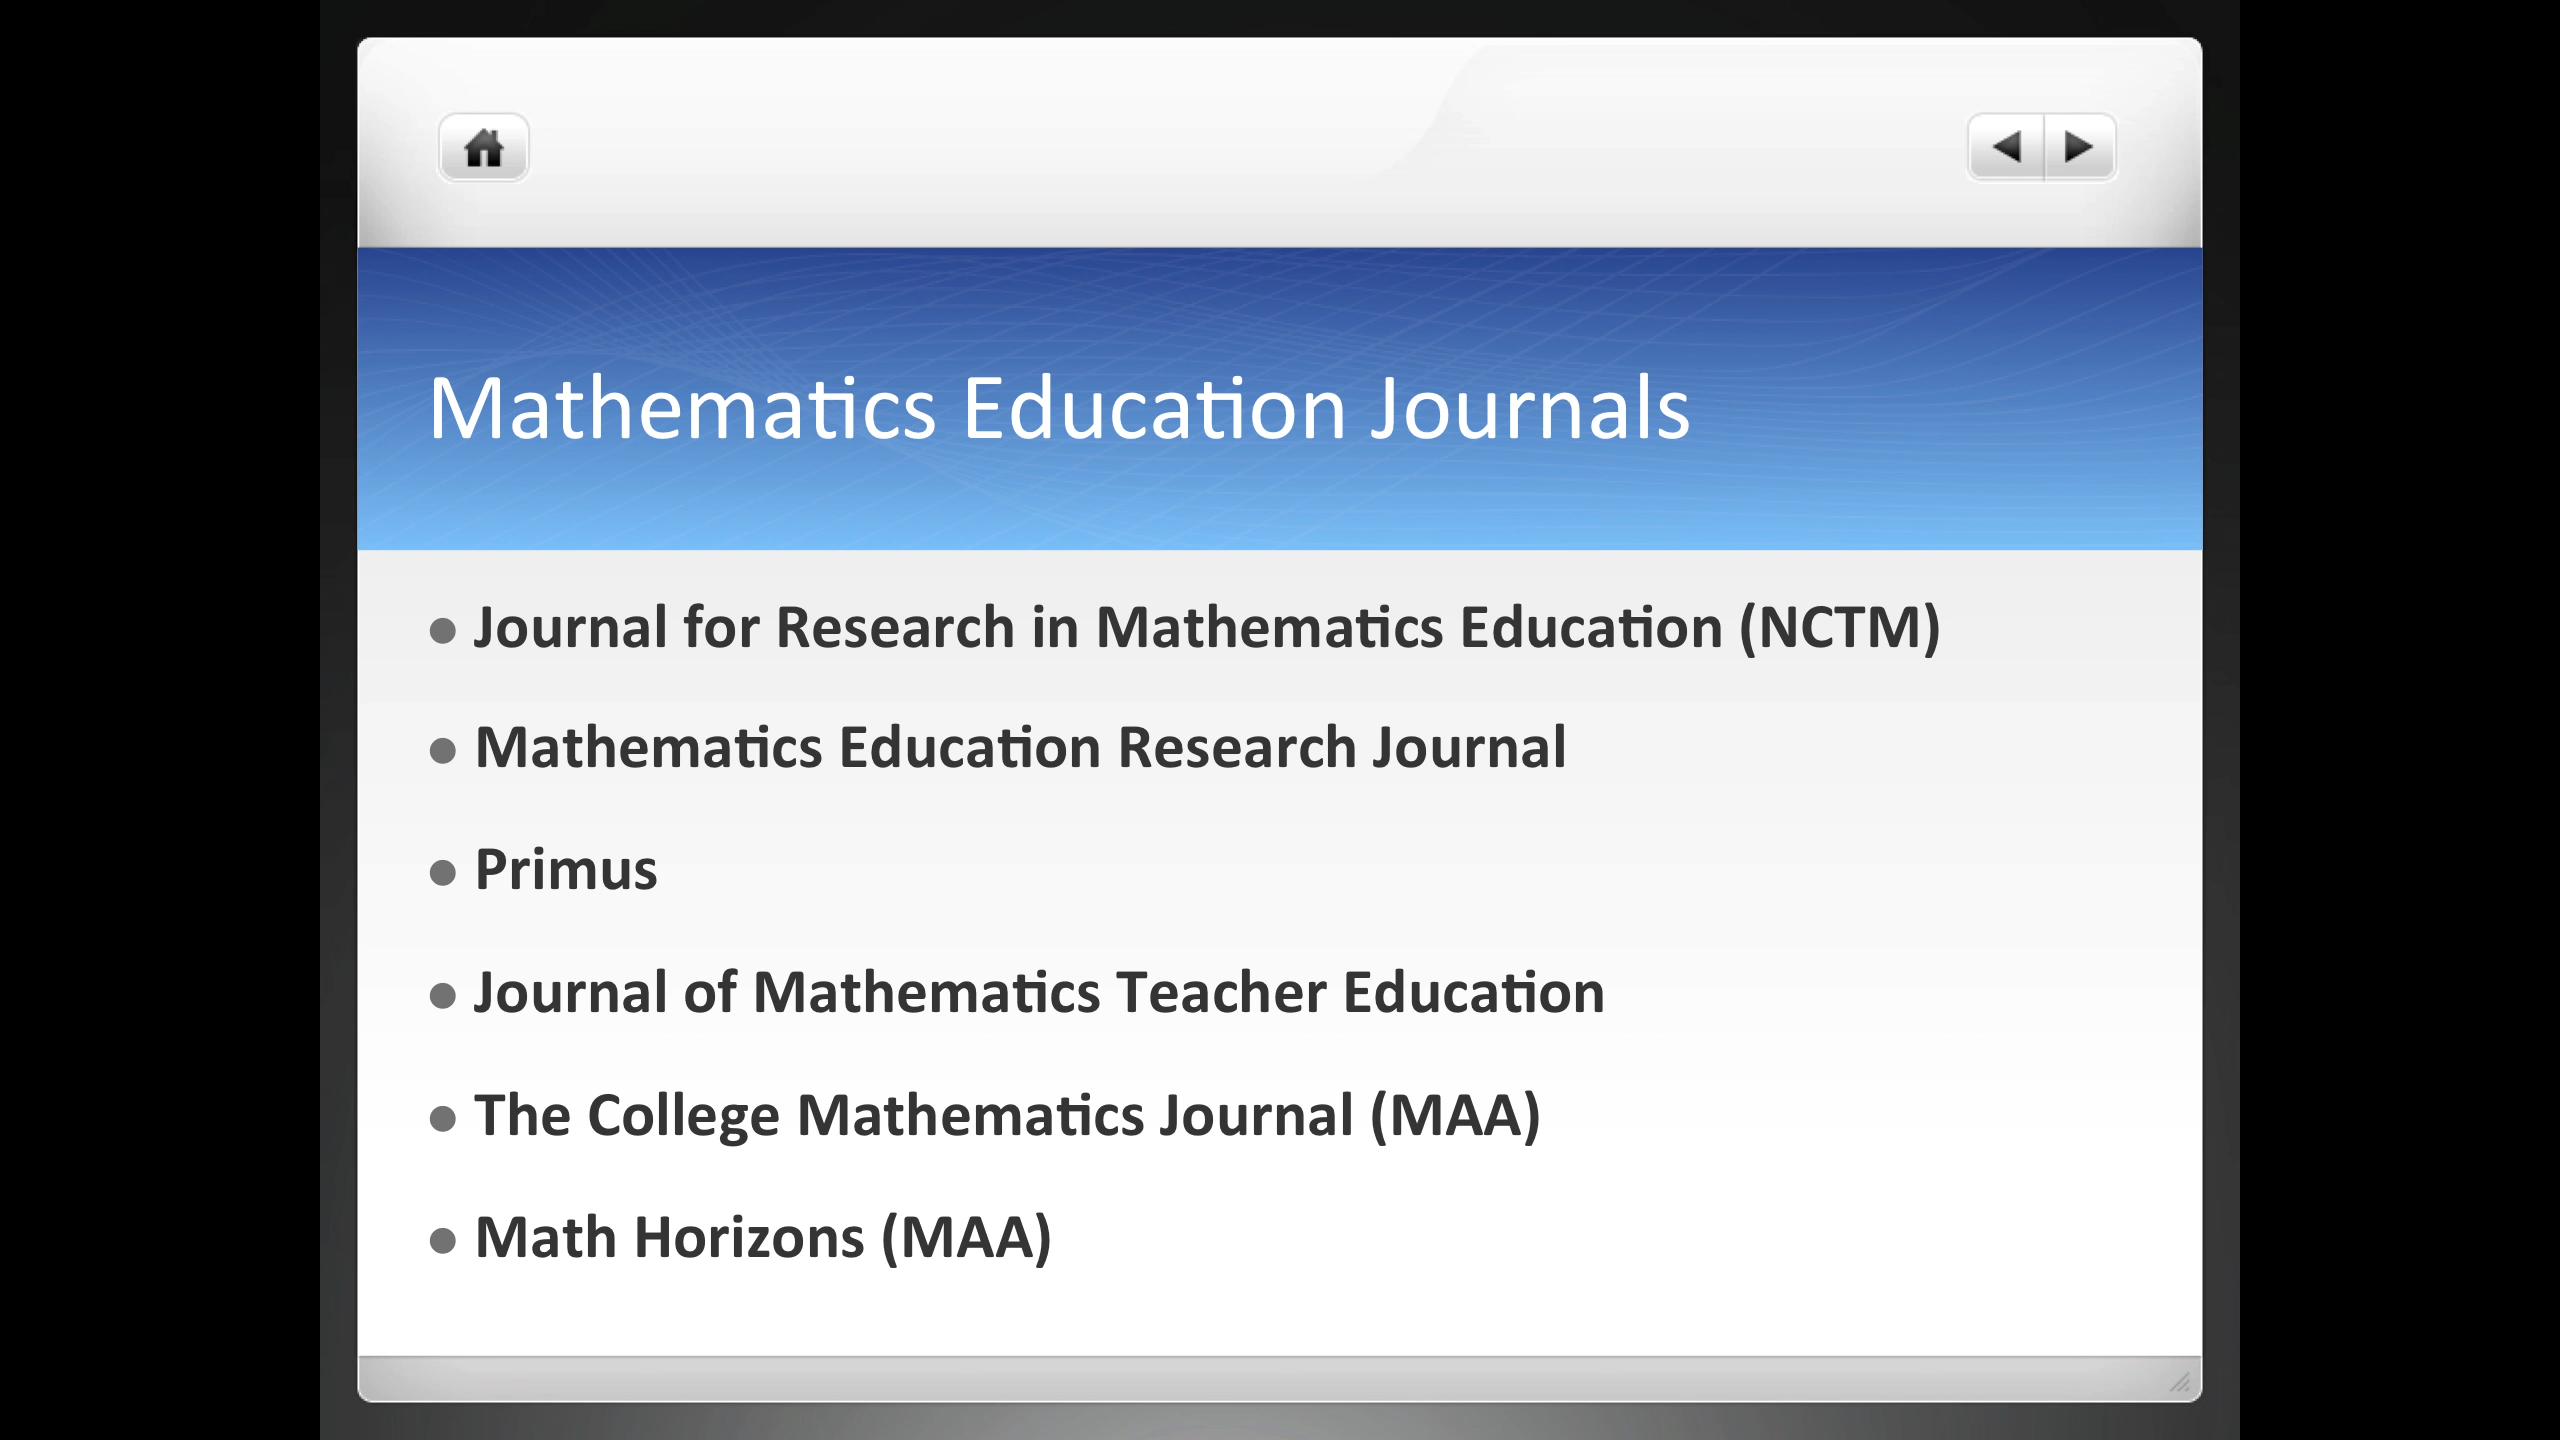 Mathematics Education Journals
● Journal for Research in Mathematics Education (NCTM)
● Mathematics Education Research Journal
● Primus
● Journal of Mathematics Teacher Education
● The College Mathematics Journal (MAA)
● Math Horizons (MAA)